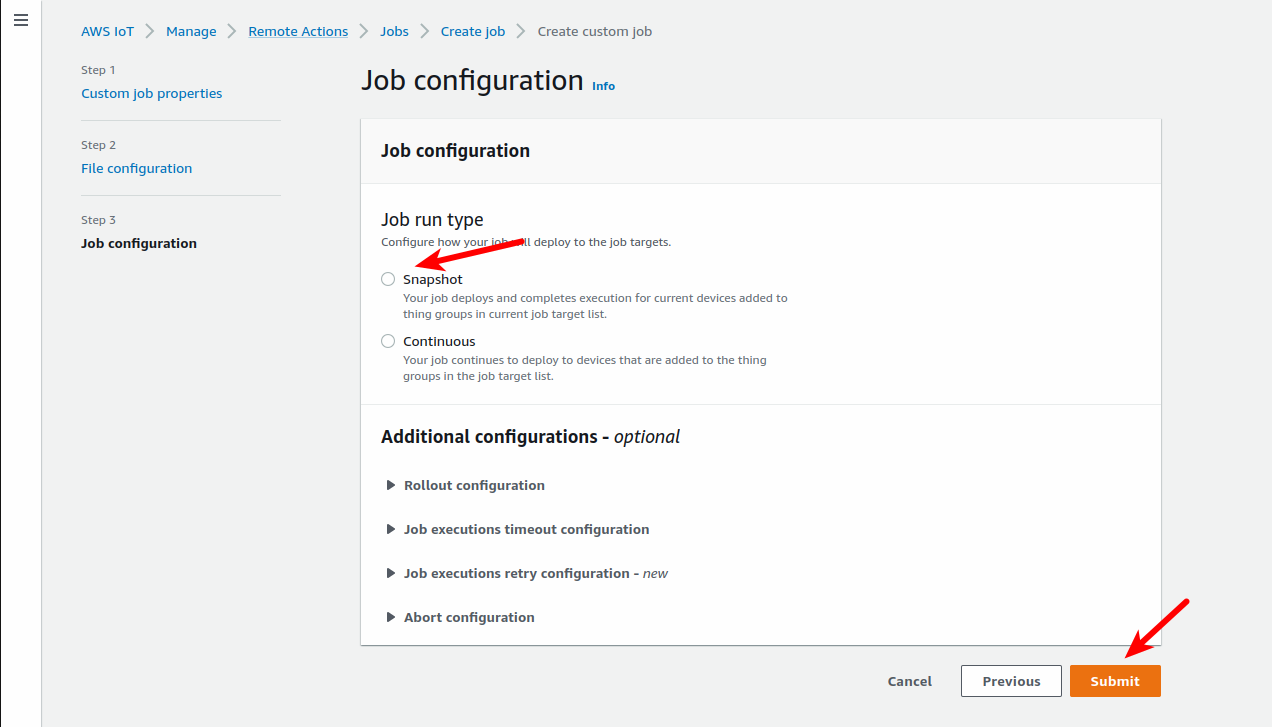 AWS IoT Manage Remote Actions Jobs Create job Create custom job
Step 1
Custom job properties
Step 2
File configuration
Step 3
Job configuration
Job configuration Info
Job configuration
Job run type
Configure how your job will deploy to the job targets.
Snapshot
Your job deploys and completes execution for current devices added to
thing groups in current job target list.
Continuous
Your job continues to deploy to devices that are added to the thing
groups in the job target list.
Additional configurations - optional
Rollout configuration
Job executions timeout configuration
Job executions retry configuration - new
Abort configuration
Cancel Previous Submit